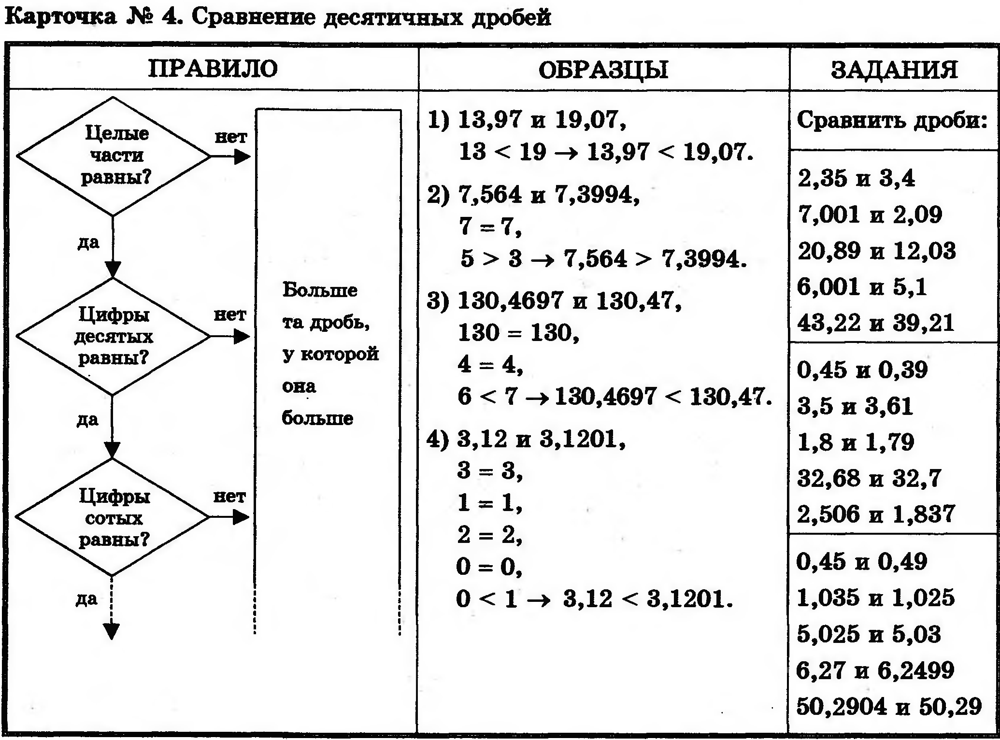 Карточка № 4. Сравнение десятичных дробей
ПРАВИЛО
Целые
части
равны?
нет
да
Цифры
десятых
равны?
нет
да
Цифры
сотых
равны?
нет
да
Больше
та дробь,
у которой
она
больше
ОБРАЗЦЫ
1) 13,97 и 19,07,
13 < 19 → 13,97 < 19,07.
2) 7,564 и 7,3994,
7 = 7,
5 > 3 → 7,564 > 7,3994.
3) 130,4697 и 130,47,
130 = 130,
4 = 4,
6 < 7 → 130,4697 < 130,47.
4) 3,12 и 3,1201,
3 = 3,
1 = 1,
2 = 2,
0 = 0,
0 < 1 → 3,12 < 3,1201.
ЗАДАНИЯ
Сравнить дроби:
2,35 и 3,4
7,001 и 2,09
20,89 и 12,03
6,001 и 5,1
43,22 и 39,21
0,45 и 0,39
3,5 и 3,61
1,8 и 1,79
32,68 и 32,7
2,506 и 1,837
0,45 и 0,49
1,035 и 1,025
5,025 и 5,03
6,27 и 6,2499
50,2904 и 50,29